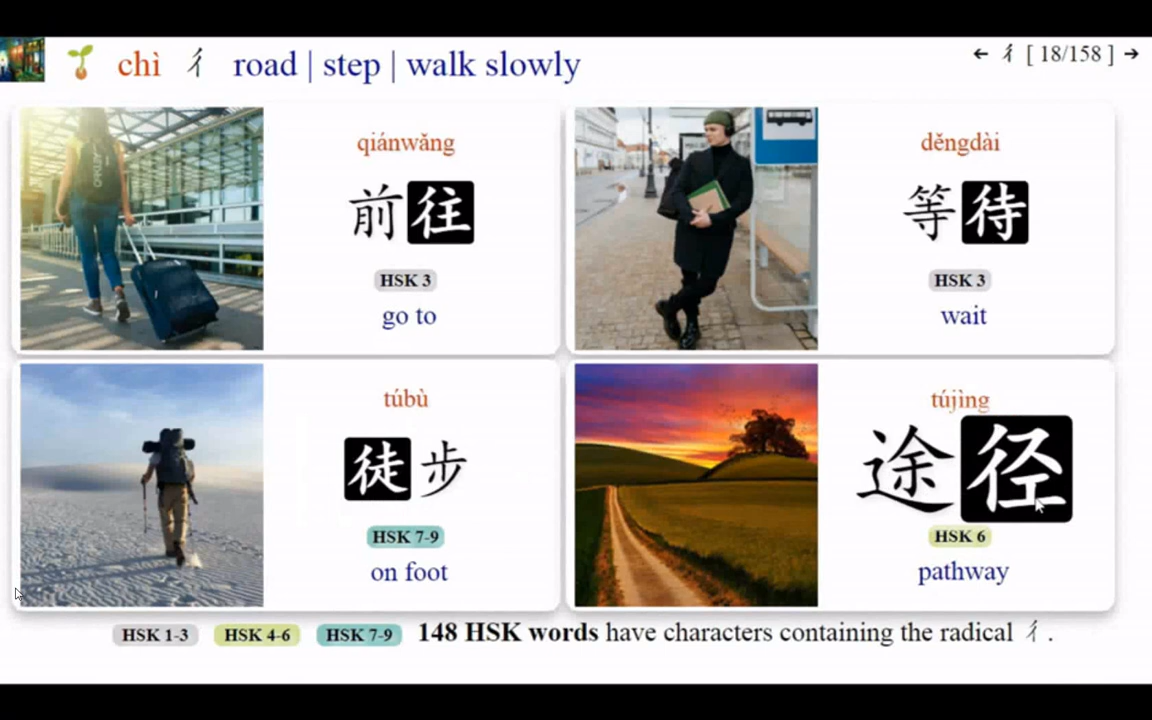 chì 彳 road | step | walk slowly
← 彳 [ 18/158 ] →
qiánwǎng
前往
HSK 3
go to
děngdài
等待
HSK 3
wait
túbù
徒步
HSK 7-9
on foot
tújìng
途径
HSK 6
pathway
HSK 1-3 HSK 4-6 HSK 7-9 148 HSK words have characters containing the radical 彳.